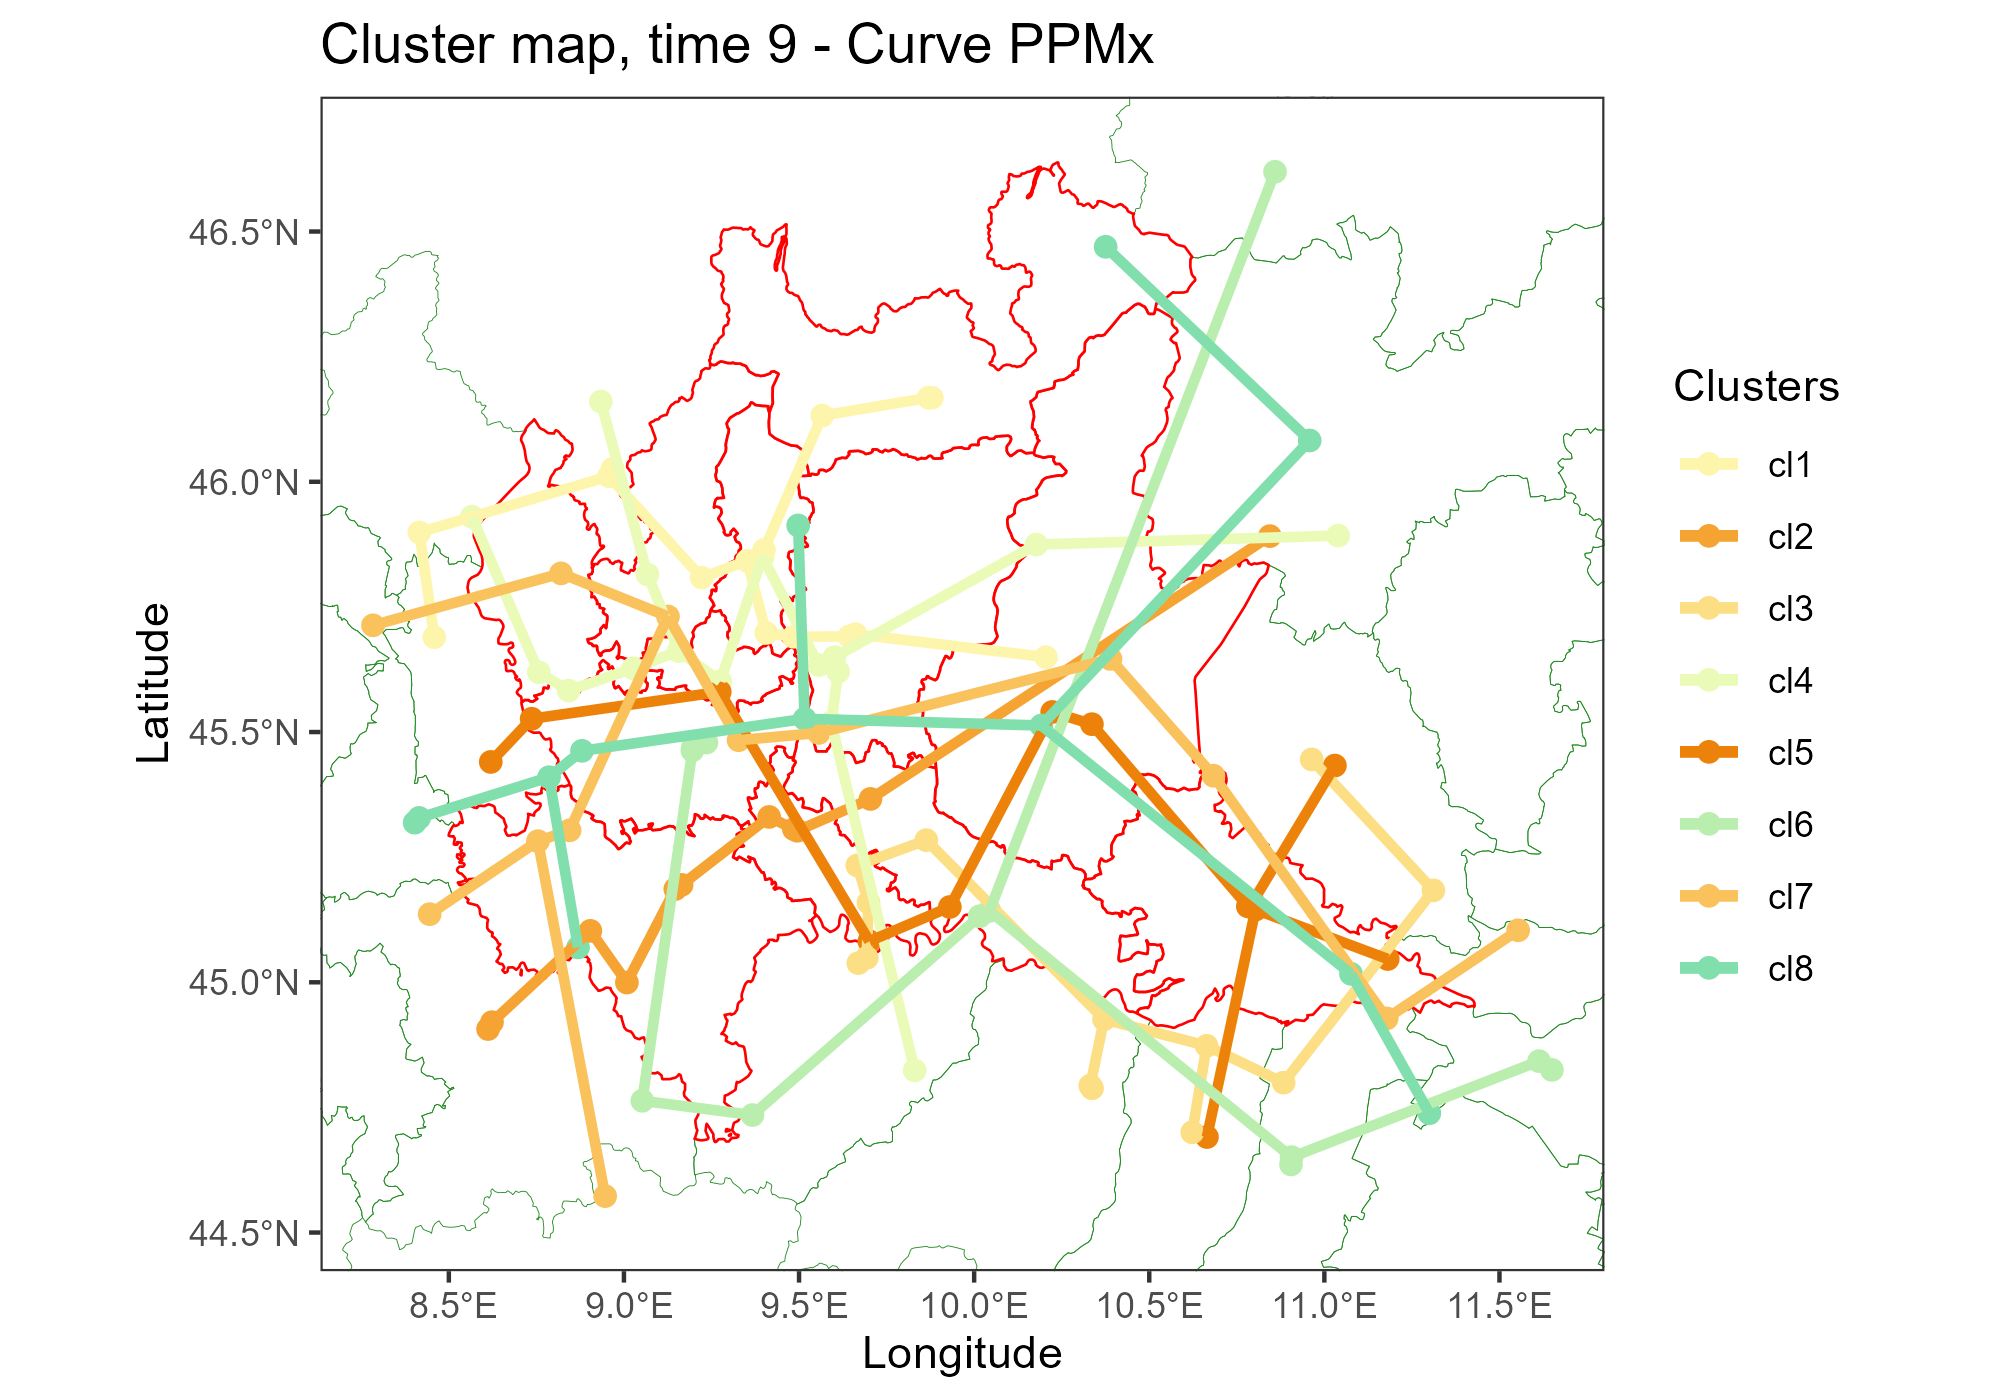 Cluster map, time 9 - Curve PPMx
46.5°N
46.0°N
45.5°N
45.0°N
44.5°N
Latitude
8.5°E
9.0°E
9.5°E
10.0°E
10.5°E
11.0°E
11.5°E
Longitude
Clusters
cl1
cl2
cl3
cl4
cl5
cl6
cl7
cl8